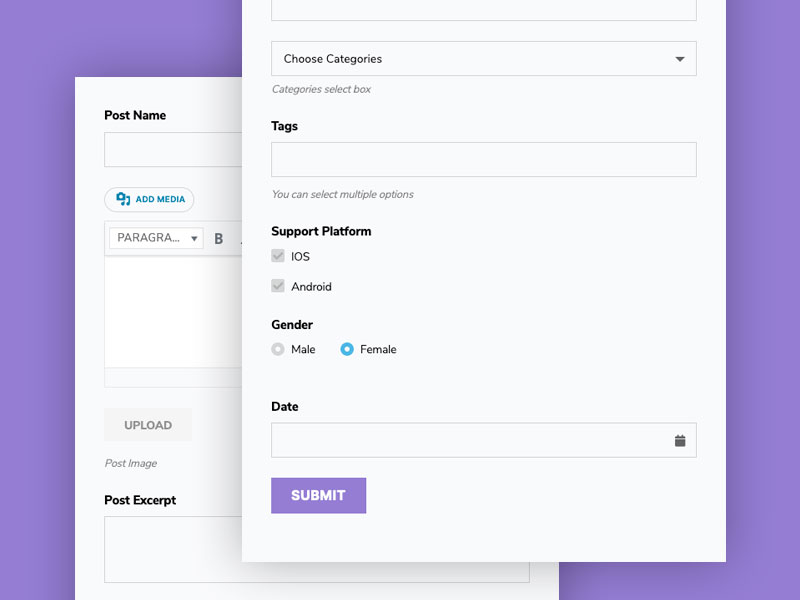 Post Name
ADD MEDIA
PARAGRA...
B
UPLOAD
Post Image
Post Excerpt
Choose Categories
Categories select box
Tags
You can select multiple options
Support Platform
IOS
Android
Gender
Male Female
Date
SUBMIT